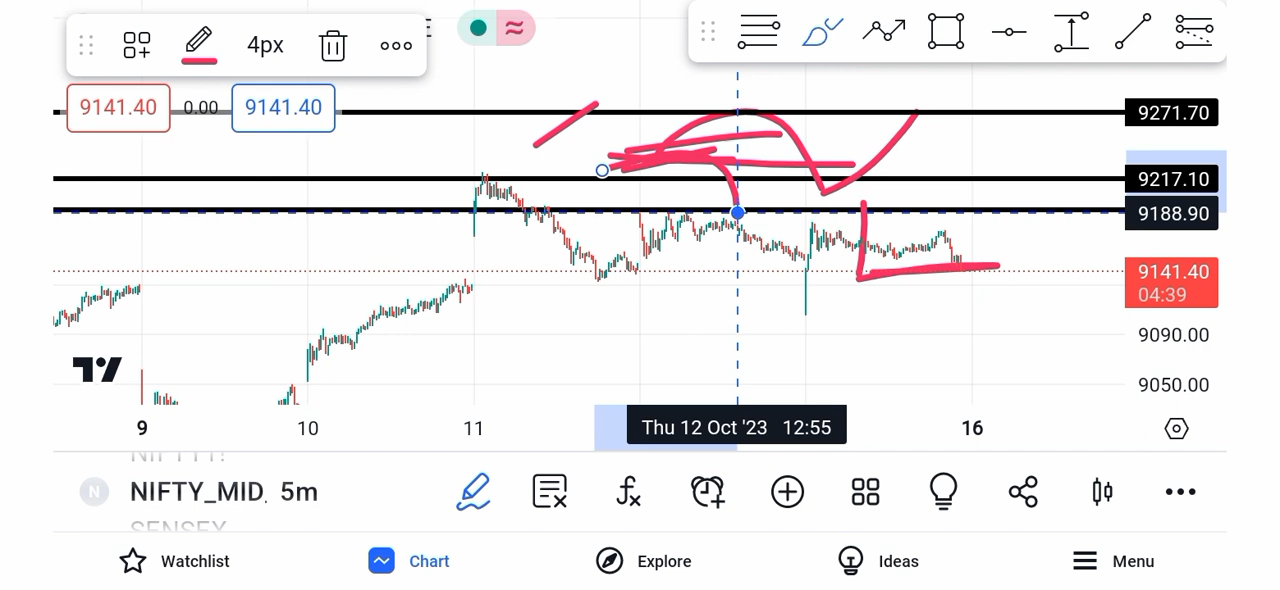 4px
9141.40 0.00 9141.40
9271.70
9217.10
9188.90
9141.40
04:39
9090.00
9050.00
9 10 11 16
Thu 12 Oct '23 12:55
NIFTY_MID, 5m
N
Watchlist Chart Explore Ideas Menu